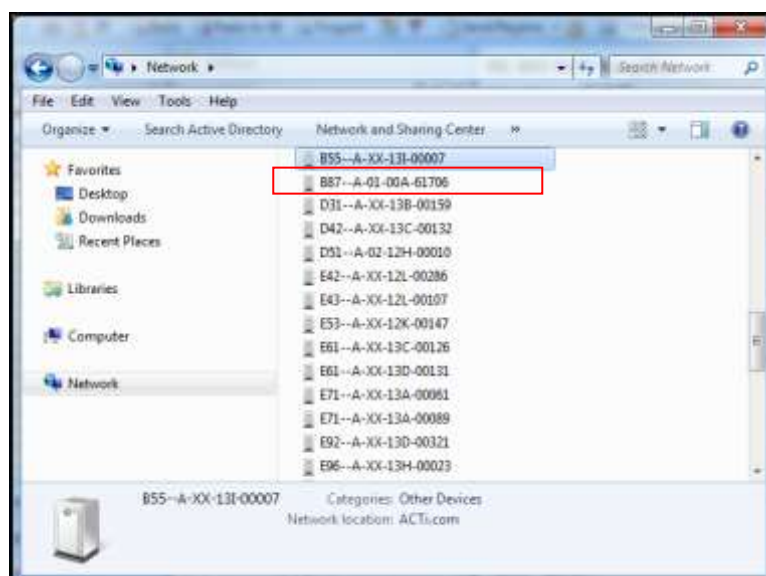 Network
Search Network
File Edit View Tools Help
Organize Search Active Directory Network and Sharing Center »
Favorites
Desktop
Downloads
Recent Places
Libraries
Computer
Network
B55--A-XX-13I-00007
B87--A-01-00A-61706
D31--A-XX-13B-00159
D42--A-XX-13C-00132
D51--A-02-12H-00010
E42--A-XX-12L-00286
E43--A-XX-12L-00107
E53--A-XX-12K-00147
E61--A-XX-13C-00126
E61--A-XX-13D-00131
E71--A-XX-13A-00061
E71--A-XX-13A-00089
E92--A-XX-13D-00321
E96--A-XX-13H-00023
B55--A-XX-13I-00007 Categories: Other Devices
Network location: ACTi.com